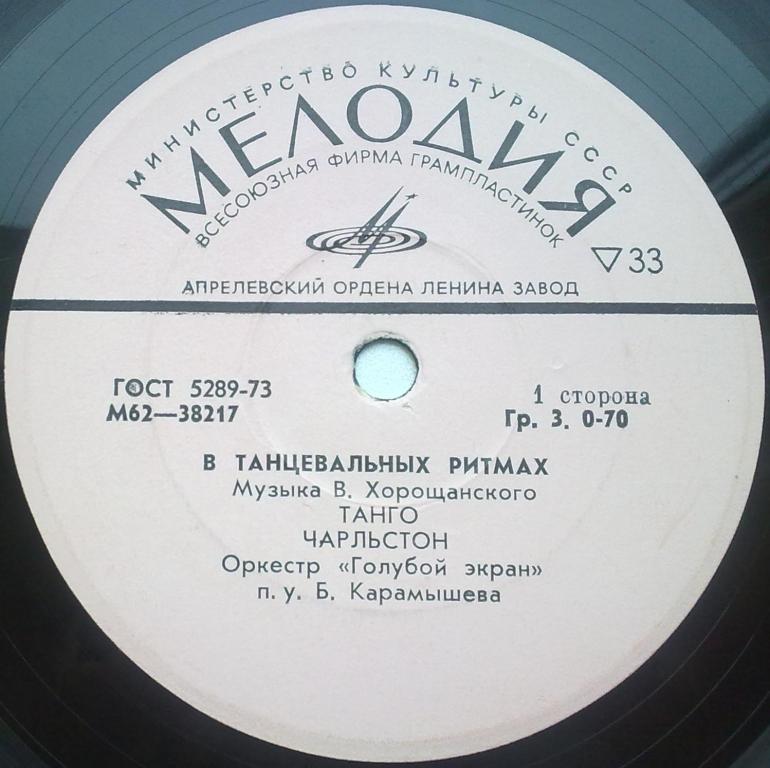 МИНИСТЕРСТВО КУЛЬТУРЫ СССР
МЕЛОДИЯ
ВСЕСОЮЗНАЯ ФИРМА ГРАМПЛАСТИНОК
▽33
АПРЕЛЕВСКИЙ ОРДЕНА ЛЕНИНА ЗАВОД
ГОСТ 5289-73
М62—38217
1 сторона
Гр. 3. 0-70
В ТАНЦЕВАЛЬНЫХ РИТМАХ
Музыка В. Хорощанского
ТАНГО
ЧАРЛЬСТОН
Оркестр «Голубой экран»
п. у. Б. Карамышева